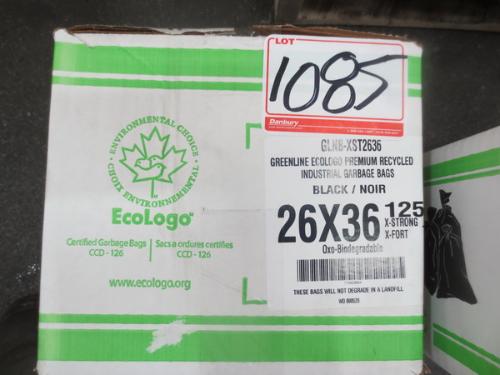 LOT
1085
Danbury
GLNB-XST2636
GREENLINE ECOLOGO PREMIUM RECYCLED
INDUSTRIAL GARBAGE BAGS
BLACK / NOIR
26X36 125
X-STRONG
X-FORT
Oxo-Biodegradable
THESE BAGS WILL NOT DEGRADE IN A LANDFILL
ENVIRONMENTAL CHOICE
CHOIX ENVIRONNEMENTAL
EcoLogo
Certified Garbage Bags
CCD - 126
Sacs a ordures certifies
CCD - 126
www.ecologo.org